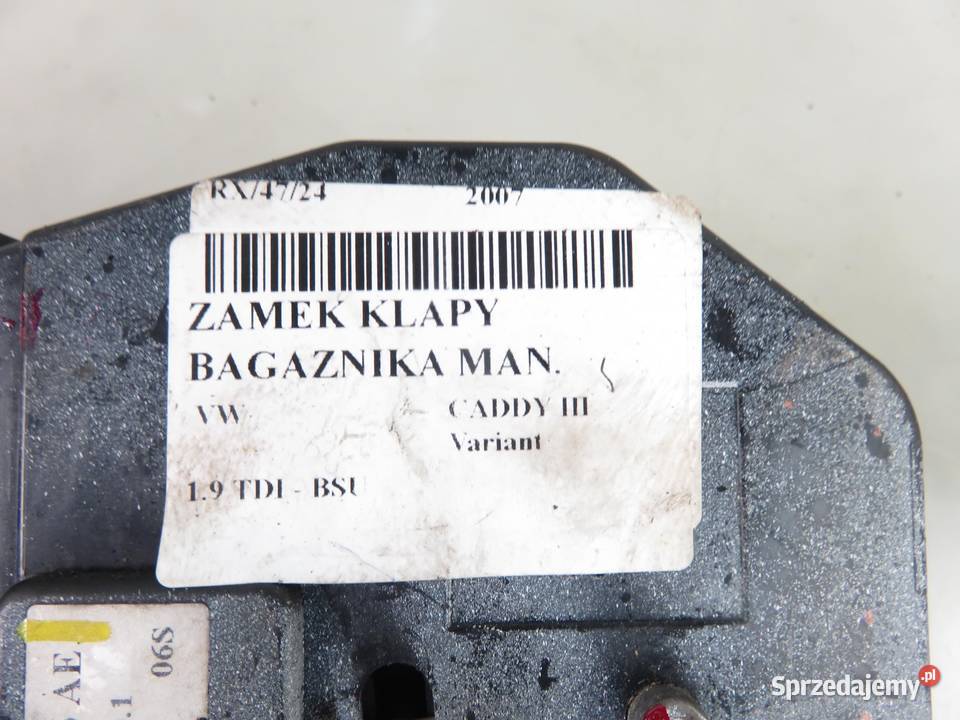 RX/47/24 2007
ZAMEK KLAPY
BAGAZNIKA MAN.
VW CADDY III
Variant
1.9 TDI - BSU
AE
.1 06S
Sprzedajemy.pl